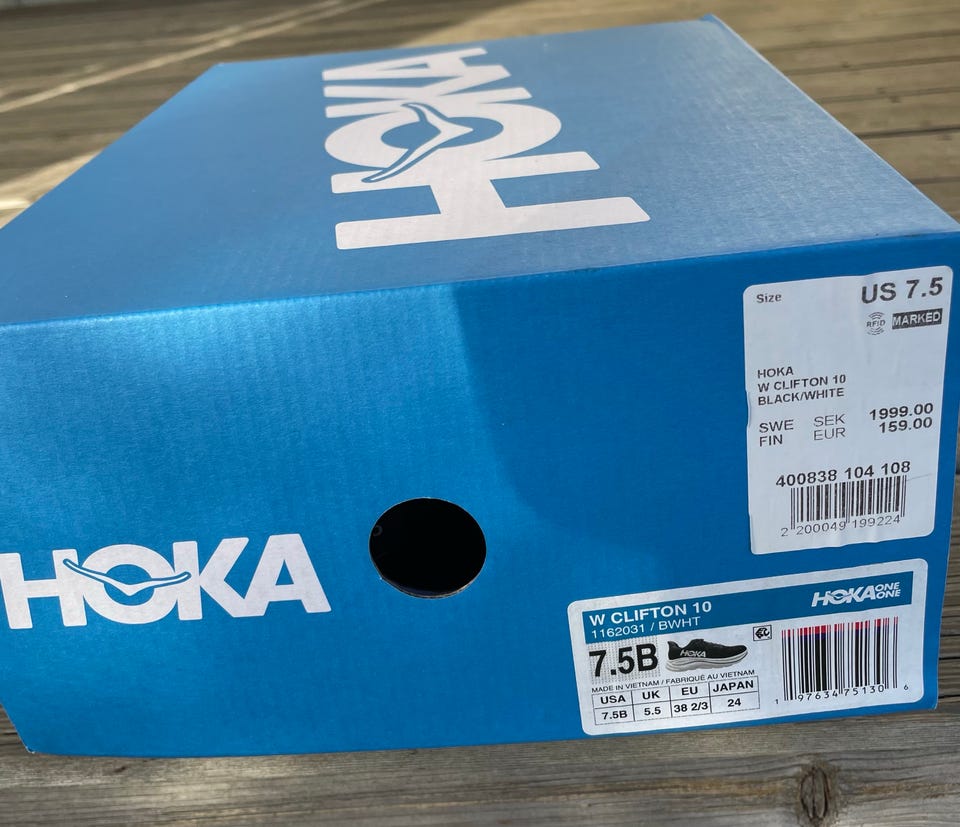 HOKA
Size US 7.5
RFID MARKED
HOKA
W CLIFTON 10
BLACK/WHITE
SWE SEK 1999.00
FIN EUR 159.00
400838 104 108
2 200049 199224
HOKA
W CLIFTON 10
1162031 / BWHT
HOKA ONE ONE
7.5B
HOKA
MADE IN VIETNAM / FABRIQUÉ AU VIETNAM
USA UK EU JAPAN
7.5B 5.5 38 2/3 24
1 97634 75130 6